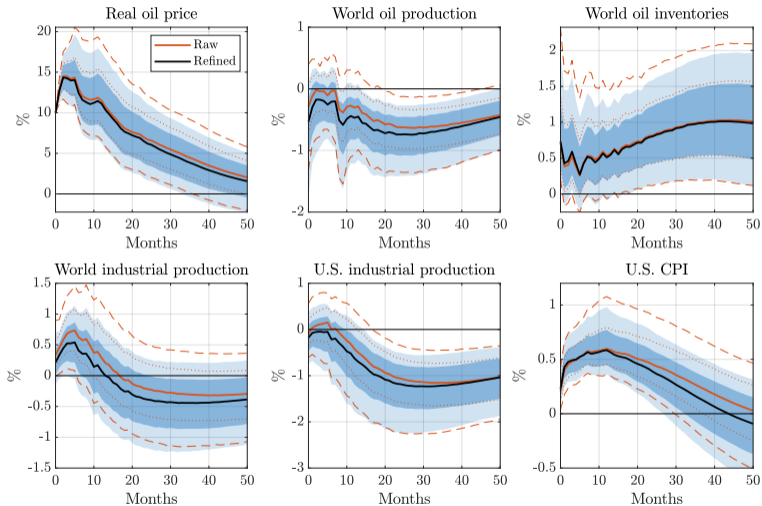 Real oil price
World oil production
World oil inventories
20
15
10
5
0
%
Raw
Refined
0 10 20 30 40 50
Months
1
0
-1
-2
%
0 10 20 30 40 50
Months
2
1.5
1
0.5
0
%
0 10 20 30 40 50
Months
World industrial production
U.S. industrial production
U.S. CPI
1.5
1
0.5
0
-0.5
-1
-1.5
%
0 10 20 30 40 50
Months
1
0
-1
-2
-3
%
0 10 20 30 40 50
Months
1
0.5
0
-0.5
%
0 10 20 30 40 50
Months